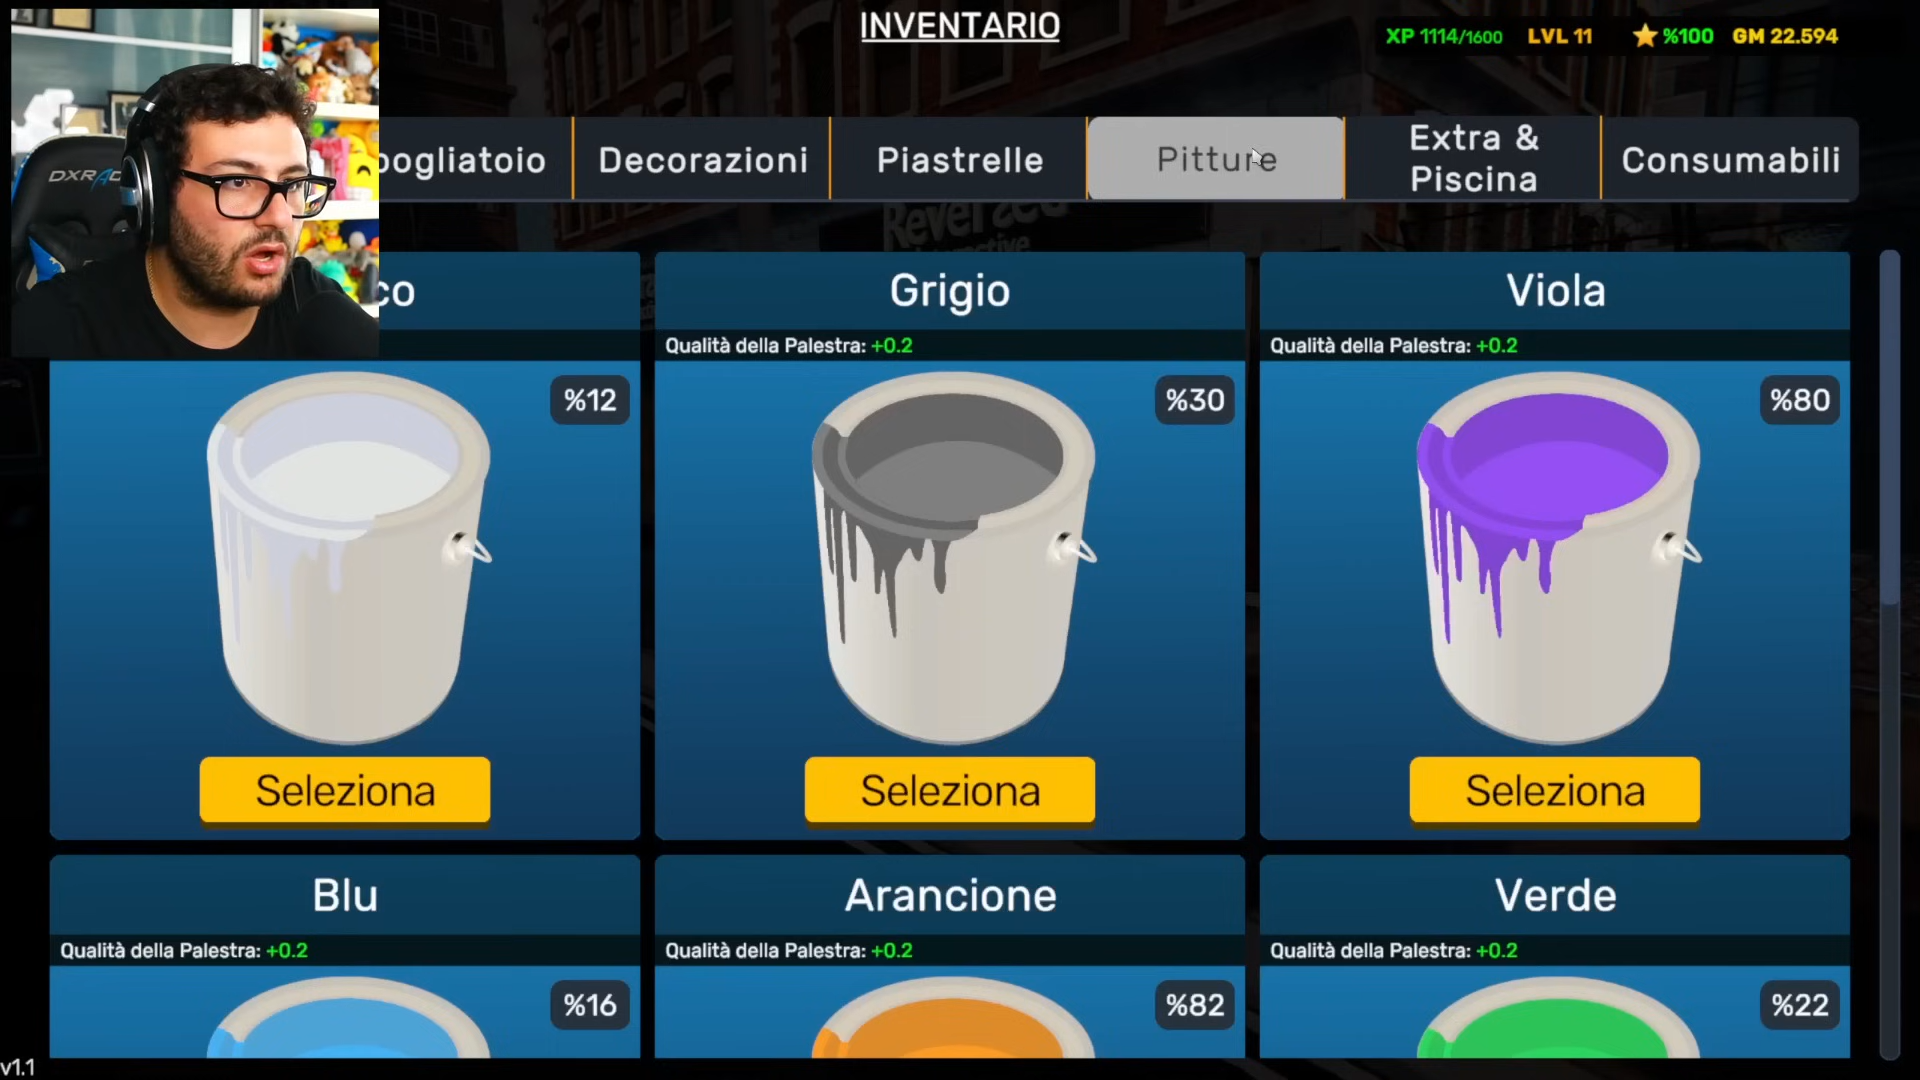 INVENTARIO
XP 1114/1600 LVL 11 %100 GM 22.594
DXRA
ogliatoio Decorazioni Piastrelle Pitture Extra & Piscina Consumabili
co Grigio Viola
Qualità della Palestra: +0.2 Qualità della Palestra: +0.2
%12 %30 %80
Seleziona Seleziona Seleziona
Blu Arancione Verde
Qualità della Palestra: +0.2 Qualità della Palestra: +0.2 Qualità della Palestra: +0.2
%16 %82 %22
v1.1